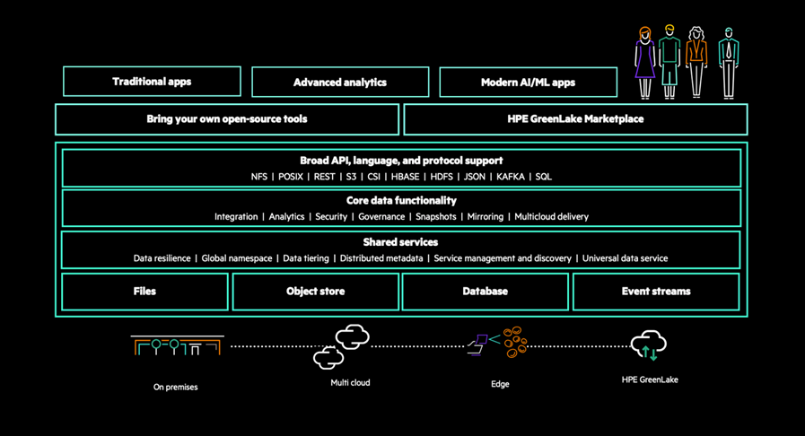 Traditional apps
Advanced analytics
Modern AI/ML apps
Bring your own open-source tools
HPE GreenLake Marketplace
Broad API, language, and protocol support
NFS | POSIX | REST | S3 | CSI | HBASE | HDFS | JSON | KAFKA | SQL
Core data functionality
Integration | Analytics | Security | Governance | Snapshots | Mirroring | Multicloud delivery
Shared services
Data resilience | Global namespace | Data tiering | Distributed metadata | Service management and discovery | Universal data service
Files
Object store
Database
Event streams
On premises
Multi cloud
Edge
HPE GreenLake